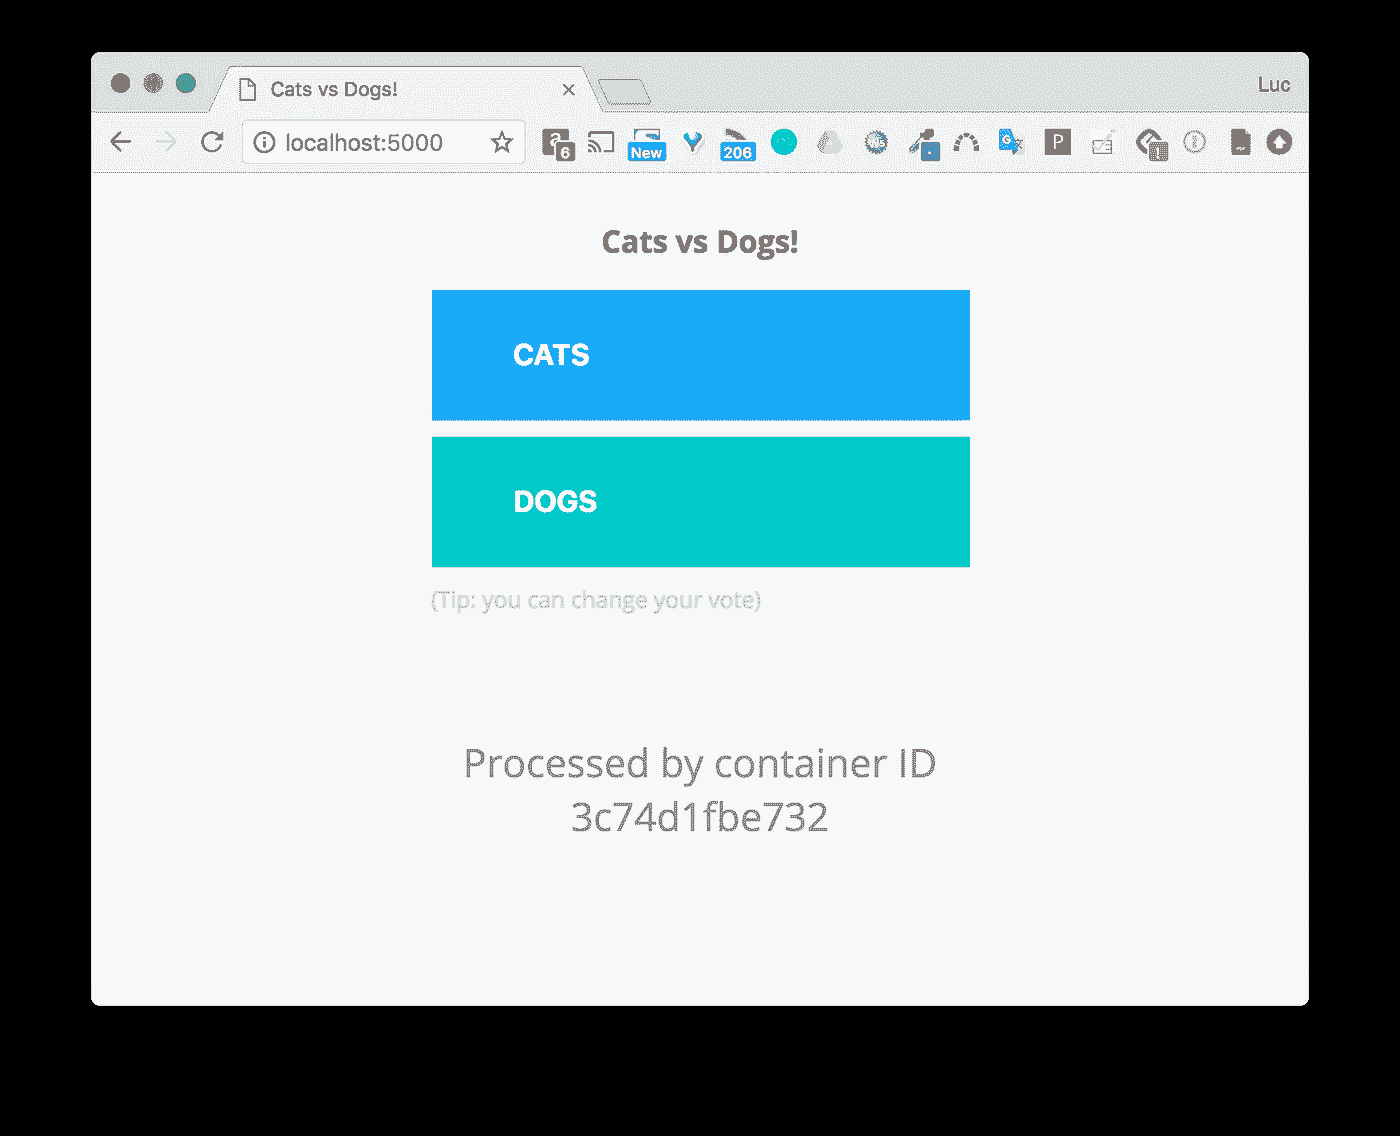 Cats vs Dogs!
Luc
localhost:5000
6
New
206
P
1
Cats vs Dogs!
CATS
DOGS
(Tip: you can change your vote)
Processed by container ID
3c74d1fbe732